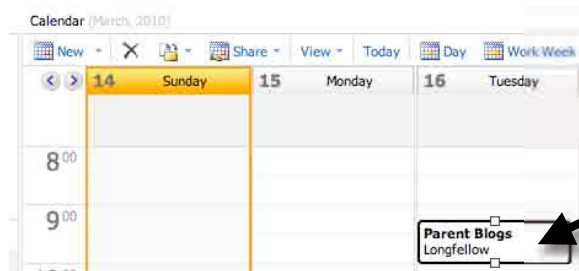 Calendar (March, 2010)
New Share View Today Day Work Week
14 Sunday 15 Monday 16 Tuesday
8 00
9 00
Parent Blogs
Longfellow